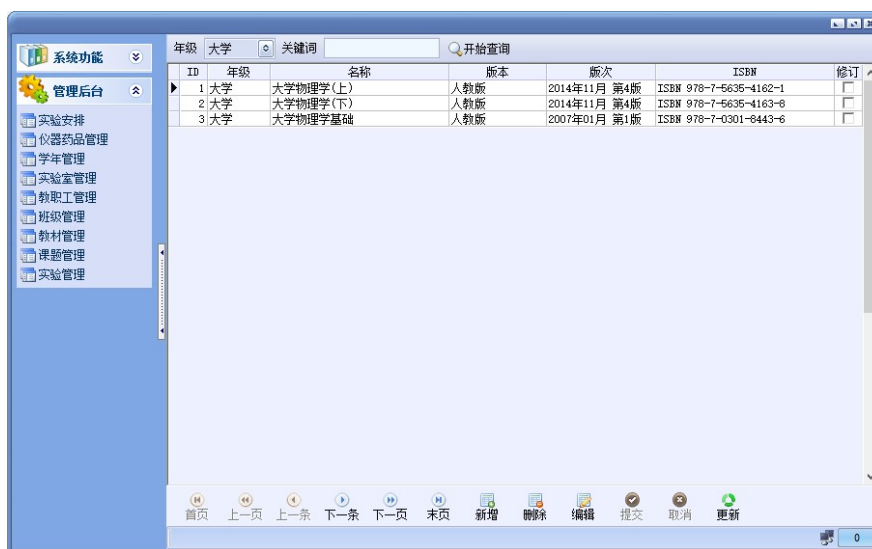 年级 大学 关键词 开始查询
系统功能
管理后台
实验安排
仪器药品管理
学年管理
实验室管理
教职工管理
班级管理
教材管理
课题管理
实验管理
ID 年级 名称 版本 版次 ISBN 修订
1 大学 大学物理学(上) 人教版 2014年11月 第4版 ISBN 978-7-5635-4162-1
2 大学 大学物理学(下) 人教版 2014年11月 第4版 ISBN 978-7-5635-4163-8
3 大学 大学物理学基础 人教版 2007年01月 第1版 ISBN 978-7-0301-8443-6
首页 上一页 上一条 下一条 下一页 末页 新增 删除 编辑 提交 取消 更新
0